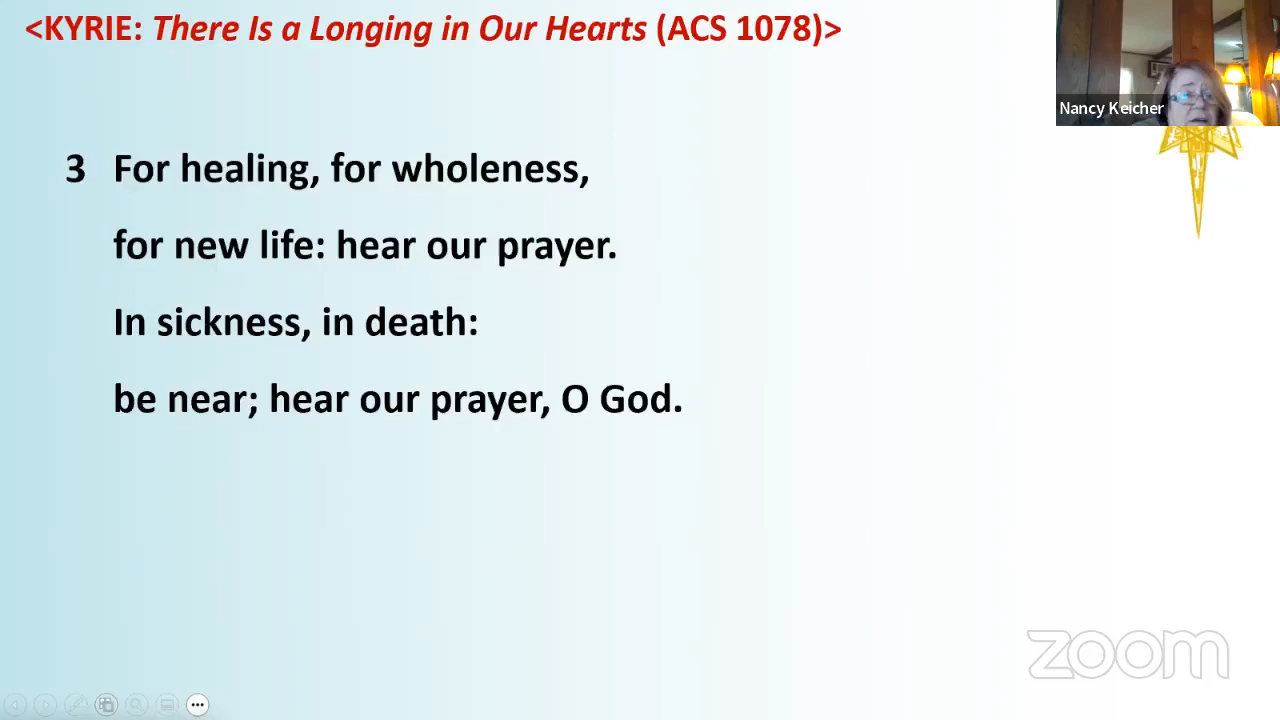 <KYRIE: There Is a Longing in Our Hearts (ACS 1078)>
Nancy Keicher
3 For healing, for wholeness,
for new life: hear our prayer.
In sickness, in death:
be near; hear our prayer, O God.
zoom